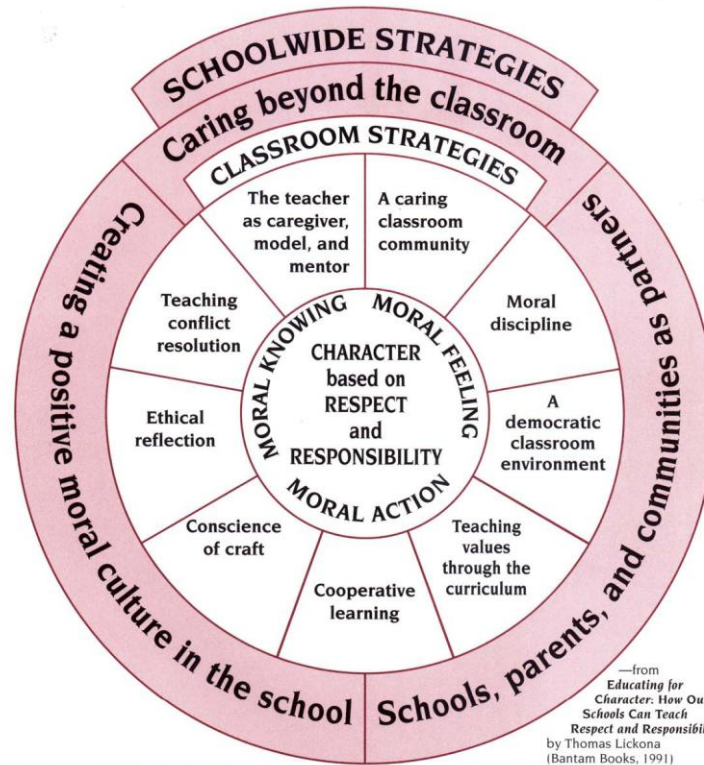 SCHOOLWIDE STRATEGIES
Caring beyond the classroom
CLASSROOM STRATEGIES
The teacher
as caregiver,
model, and
mentor
A caring
classroom
community
Moral
discipline
A
democratic
classroom
environment
Teaching
values
through the
curriculum
Cooperative
learning
Conscience
of craft
Ethical
reflection
Teaching
conflict
resolution
MORAL KNOWING
MORAL FEELING
MORAL ACTION
CHARACTER
based on
RESPECT
and
RESPONSIBILITY
Creating a positive moral culture in the school
Schools, parents, and communities as partners
—from
Educating for
Character: How Ou
Schools Can Teach
Respect and Responsibil
by Thomas Lickona
(Bantam Books, 1991)